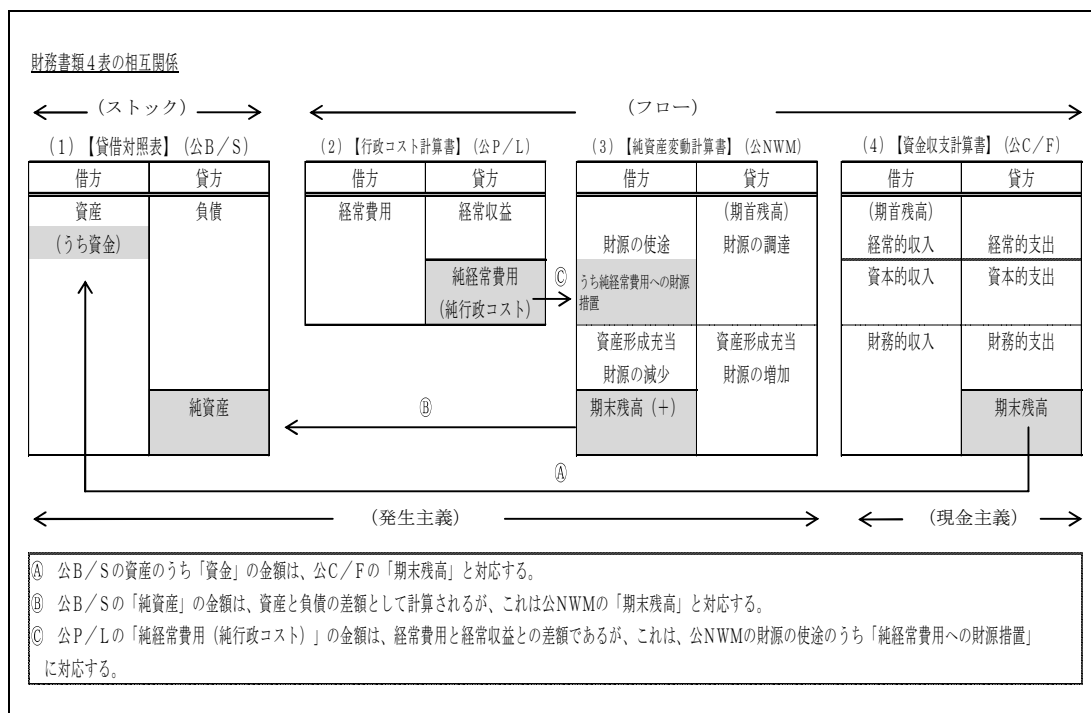 財務書類4表の相互関係
(ストック)
(フロー)
(1)【貸借対照表】(公B/S)
(2)【行政コスト計算書】(公P/L)
(3)【純資産変動計算書】(公NWM)
(4)【資金収支計算書】(公C/F)
借方 貸方
借方 貸方
借方 貸方
借方 貸方
資産 負債
(うち資金)
純資産
経常費用 経常収益
純経常費用
(純行政コスト)
Ⓒ
(期首残高)
財源の使途 財源の調達
うち純経常費用への財源
措置
資産形成充当 資産形成充当
財源の減少 財源の増加
期末残高(+)
(期首残高)
経常的収入 経常的支出
資本的収入 資本的支出
財務的収入 財務的支出
期末残高
Ⓑ
Ⓐ
(発生主義)
(現金主義)
Ⓐ 公B/Sの資産のうち「資金」の金額は、公C/Fの「期末残高」と対応する。
Ⓑ 公B/Sの「純資産」の金額は、資産と負債の差額として計算されるが、これは公NWMの「期末残高」と対応する。
Ⓒ 公P/Lの「純経常費用(純行政コスト)」の金額は、経常費用と経常収益との差額であるが、これは、公NWMの財源の使途のうち「純経常費用への財源措置」
に対応する。